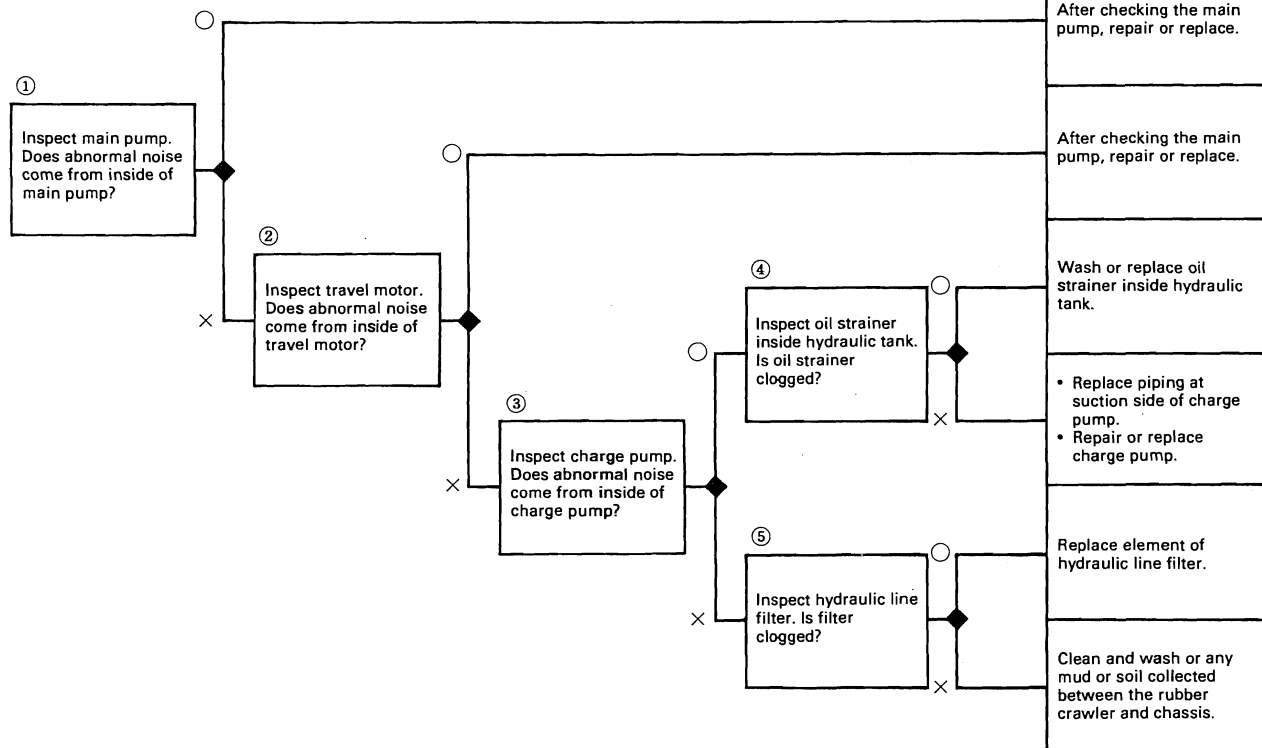 After checking the main
pump, repair or replace.
①
Inspect main pump.
Does abnormal noise
come from inside of
main pump?
After checking the main
pump, repair or replace.
②
Inspect travel motor.
Does abnormal noise
come from inside of
travel motor?
③
Inspect charge pump.
Does abnormal noise
come from inside of
charge pump?
④
Inspect oil strainer
inside hydraulic tank.
Is oil strainer
clogged?
Wash or replace oil
strainer inside hydraulic
tank.
• Replace piping at
suction side of charge
pump.
• Repair or replace
charge pump.
⑤
Inspect hydraulic line
filter. Is filter
clogged?
Replace element of
hydraulic line filter.
Clean and wash or any
mud or soil collected
between the rubber
crawler and chassis.